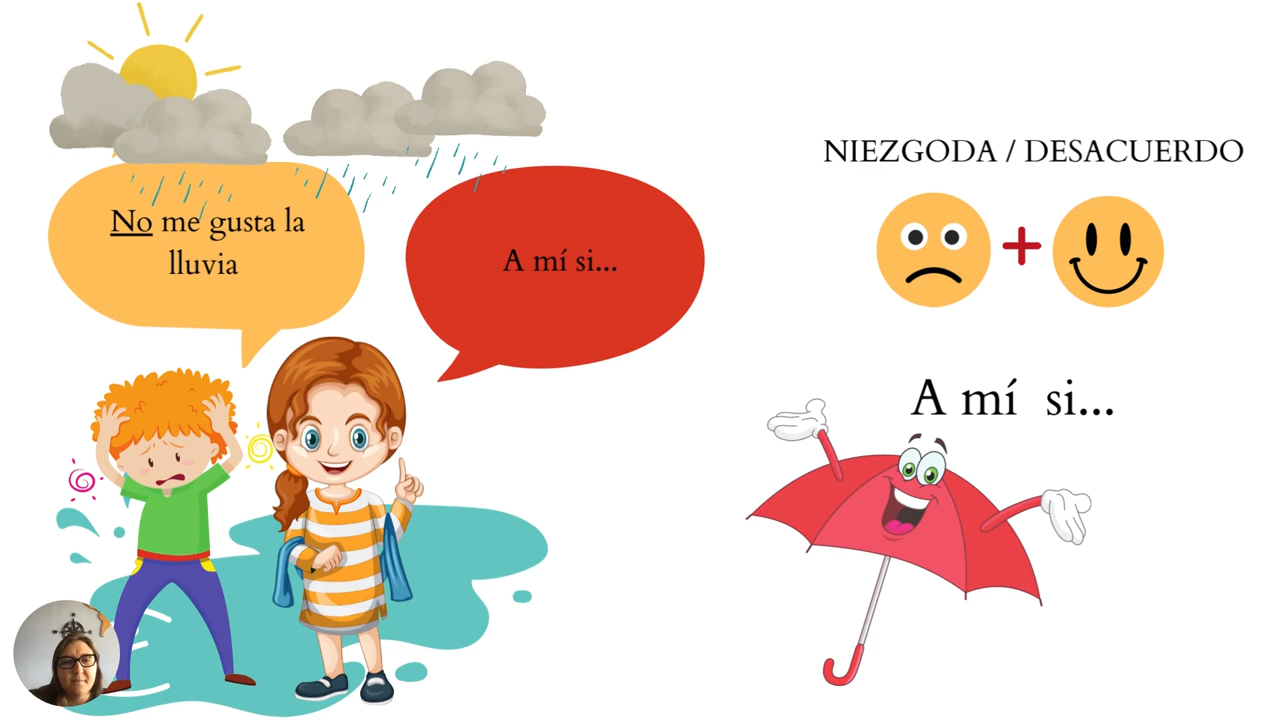 No me gusta la
lluvia
A mí si...
NIEZGODA / DESACUERDO
A mí si...